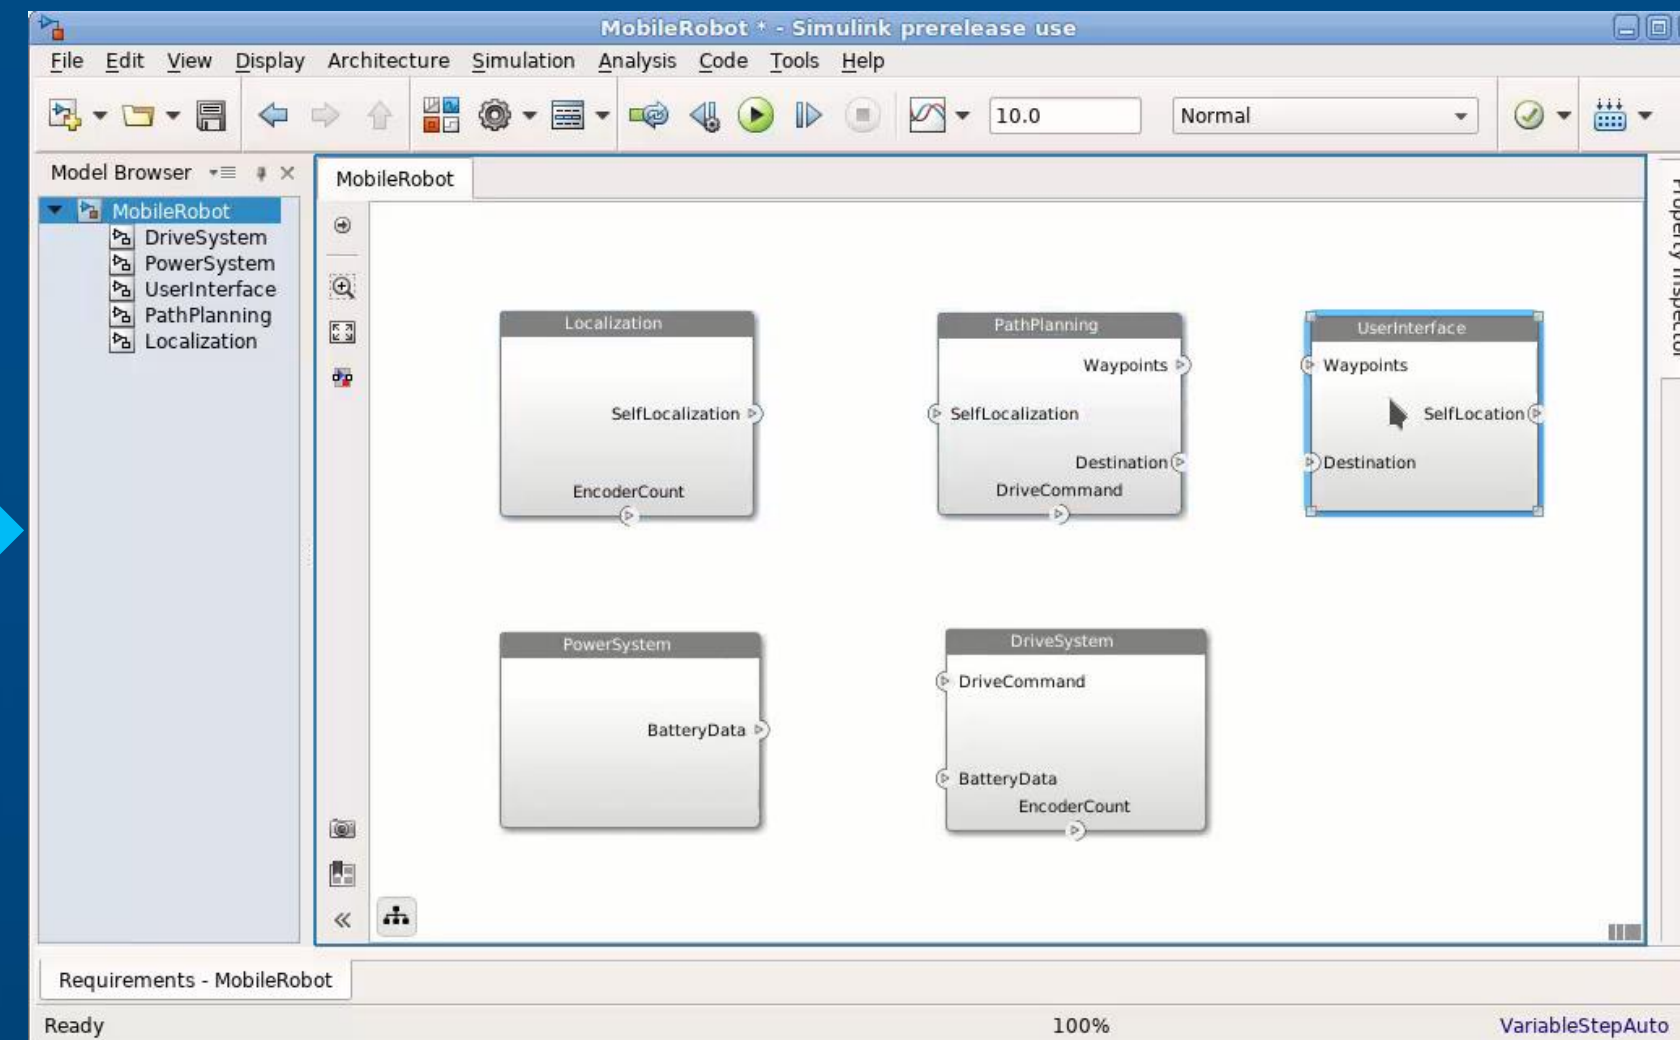 MobileRobot * - Simulink prerelease use
File Edit View Display Architecture Simulation Analysis Code Tools Help
10.0 Normal
Model Browser
MobileRobot
DriveSystem
PowerSystem
UserInterface
PathPlanning
Localization
MobileRobot
Localization
SelfLocalization
EncoderCount
PathPlanning
Waypoints
SelfLocalization
Destination
DriveCommand
UserInterface
Waypoints
SelfLocation
Destination
PowerSystem
BatteryData
DriveSystem
DriveCommand
BatteryData
EncoderCount
Property Inspector
Requirements - MobileRobot
Ready 100% VariableStepAuto